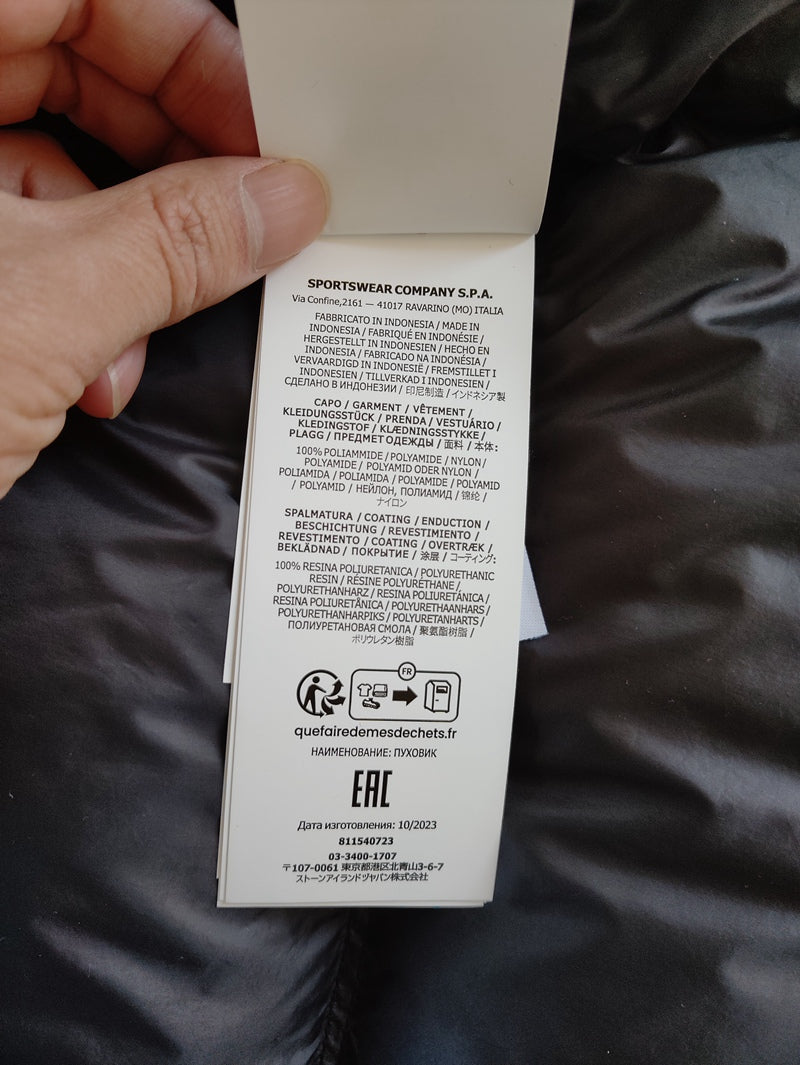 SPORTSWEAR COMPANY S.P.A.
Via Confine,2161 — 41017 RAVARINO (MO) ITALIA
FABBRICATO IN INDONESIA / MADE IN
INDONESIA / FABRIQUÉ EN INDONÉSIE /
HERGESTELLT IN INDONESIEN / HECHO EN
INDONESIA / FABRICADO NA INDONÉSIA /
VERVAARDIGD IN INDONESIË / FREMSTILLET I
INDONESIEN / TILLVERKAD I INDONESIEN /
СДЕЛАНО В ИНДОНЕЗИИ / 印尼制造 / インドネシア製
CAPO / GARMENT / VÊTEMENT /
KLEIDUNGSSTÜCK / PRENDA / VESTUÁRIO /
KLEDINGSTOF / KLÆDNINGSSTYKKE /
PLAGG / ПРЕДМЕТ ОДЕЖДЫ / 面料 / 本体:
100% POLIAMMIDE / POLYAMIDE / NYLON /
POLYAMIDE / POLYAMID ODER NYLON /
POLIAMIDA / POLIAMIDA / POLYAMIDE / POLYAMID
/ POLYAMID / НЕЙЛОН, ПОЛИАМИД / 锦纶 /
ナイロン
SPALMATURA / COATING / ENDUCTION /
BESCHICHTUNG / REVESTIMIENTO /
REVESTIMENTO / COATING / OVERTRÆK /
BEKLÄDNAD / ПОКРЫТИЕ / 涂层 / コーティング:
100% RESINA POLIURETANICA / POLYURETHANIC
RESIN / RÉSINE POLYURÉTHANE /
POLYURETHANHARZ / RESINA POLIURETÁNICA /
RESINA POLIURETÂNICA / POLYURETHAANHARS /
POLYURETHANHARPIKS / POLYURETANHARTS /
ПОЛИУРЕТАНОВАЯ СМОЛА / 聚氨酯树脂 /
ポリウレタン樹脂
FR
quefairedemesdechets.fr
НАИМЕНОВАНИЕ: ПУХОВИК
EAC
Дата изготовления: 10/2023
811540723
03-3400-1707
〒107-0061 東京都港区北青山3-6-7
ストーンアイランドジャパン株式会社